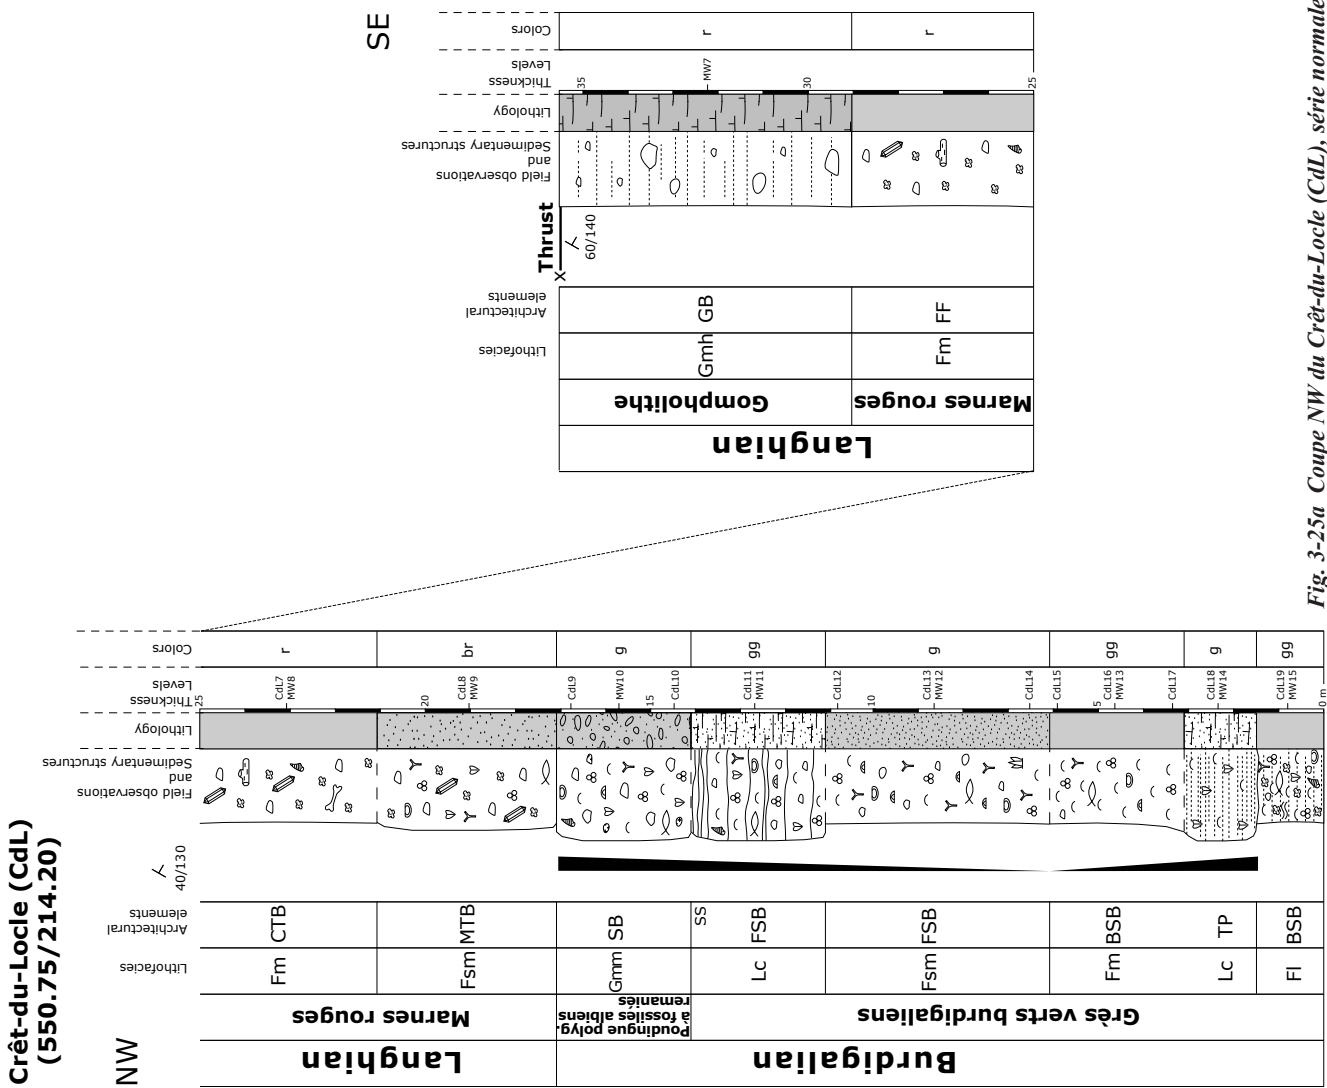 Crêt-du-Locle (CdL)
(550.75/214.20)
NW
SE
Colors
Thickness
Levels
Lithology
Field observations
and
Sedimentary structures
Architectural
elements
Lithofacies
r
r
35
MW7
30
25
Thrust
X
60/140
GB
FF
Gmh
Fm
Gompholithe
Marnes rouges
Langhian
Colors
Thickness
Levels
Lithology
Field observations
and
Sedimentary structures
40/130
Architectural
elements
Lithofacies
r
br
g
gg
g
gg
g
gg
25
CdL7
MW8
20
CdL8
MW9
CdL9
MW10
15
CdL10
CdL11
MW11
CdL12
10
CdL13
MW12
CdL14
CdL15
5
CdL16
MW13
CdL17
CdL18
MW14
CdL19
MW15
0 m
CTB
MTB
SB
SS
FSB
FSB
BSB
TP
BSB
Fm
Fsm
Gmm
Lc
Fsm
Fm
Lc
Fl
Marnes rouges
Poudingue polyg.
à fossiles albiens
remaniés
Grès verts burdigaliens
Langhian
Burdigalian
Fig. 3-25a Coupe NW du Crêt-du-Locle (CdL), série normale